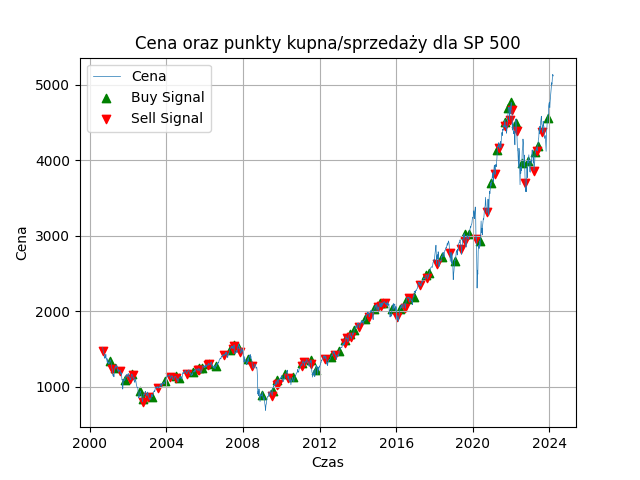 Cena oraz punkty kupna/sprzedaży dla SP 500
Cena
Buy Signal
Sell Signal
5000
4000
3000
2000
1000
Cena
2000 2004 2008 2012 2016 2020 2024
Czas